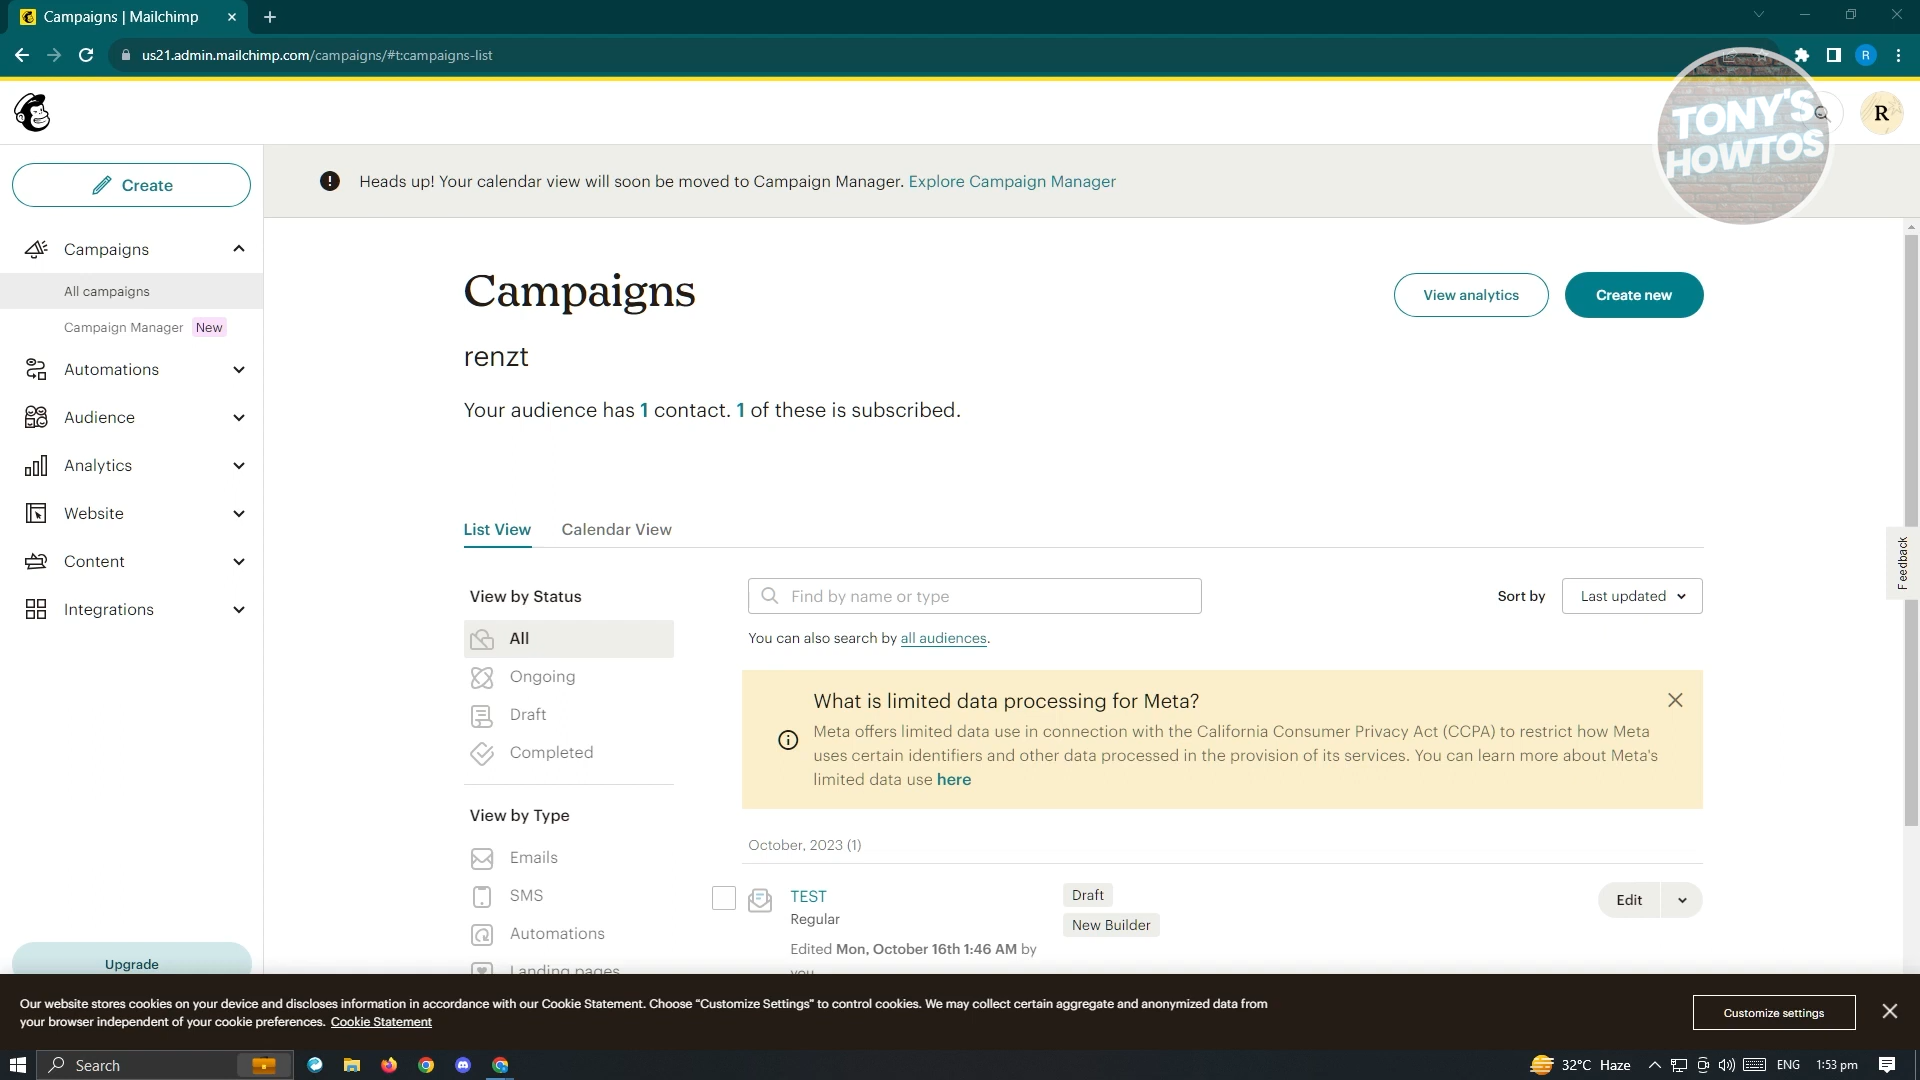 Campaigns | Mailchimp
us21.admin.mailchimp.com/campaigns/#t:campaigns-list
R
TONY'S
HOWTOS
R
Create
Heads up! Your calendar view will soon be moved to Campaign Manager. Explore Campaign Manager
Campaigns
All campaigns
Campaign Manager New
Automations
Audience
Analytics
Website
Content
Integrations
Upgrade
Campaigns
View analytics
Create new
renzt
Your audience has 1 contact. 1 of these is subscribed.
List View
Calendar View
View by Status
All
Ongoing
Draft
Completed
View by Type
Emails
SMS
Automations
Landing pages
Find by name or type
Sort by
Last updated
You can also search by all audiences.
What is limited data processing for Meta?
Meta offers limited data use in connection with the California Consumer Privacy Act (CCPA) to restrict how Meta
uses certain identifiers and other data processed in the provision of its services. You can learn more about Meta's
limited data use here
October, 2023 (1)
TEST
Regular
Edited Mon, October 16th 1:46 AM by
you
Draft
New Builder
Edit
Feedback
Our website stores cookies on your device and discloses information in accordance with our Cookie Statement. Choose “Customize Settings” to control cookies. We may collect certain aggregate and anonymized data from
your browser independent of your cookie preferences. Cookie Statement
Customize settings
Search
32°C Haze
ENG
1:53 pm